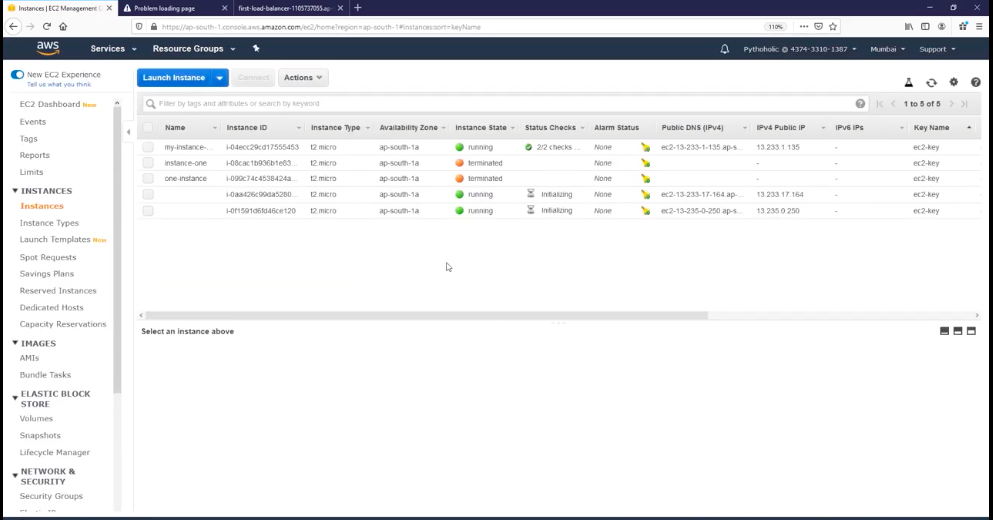 Instances | EC2 Management C
Problem loading page
first-load-balancer-1105737055.ap
https://ap-south-1.console.aws.amazon.com/ec2/home?region=ap-south-1#Instances:sort=keyName
110%
aws
Services
Resource Groups
Pythoholic @ 4374-3310-1387
Mumbai
Support
New EC2 Experience
Tell us what you think
Launch Instance
Connect
Actions
Filter by tags and attributes or search by keyword
1 to 5 of 5
Name Instance ID Instance Type Availability Zone Instance State Status Checks Alarm Status Public DNS (IPv4) IPv4 Public IP IPv6 IPs Key Name
my-instance-... i-04ecc29cd17555453 t2.micro ap-south-1a running 2/2 checks ... None ec2-13-233-1-135.ap-s... 13.233.1.135 - ec2-key
instance-one t2.micro ap-south-1a terminated None - - ec2-key
one-instance i-099c74c4538424a... t2.micro ap-south-1a terminated None - - ec2-key
i-0aa426c99da5280... t2.micro ap-south-1a running Initializing None ec2-13-233-17-164.ap-... 13.233.17.164 - ec2-key
i-0f1591d6fd46ce120 t2.micro ap-south-1a running Initializing None ec2-13-235-0-250.ap-s... 13.235.0.250 - ec2-key
Select an instance above
EC2 Dashboard New
Events
Tags
Reports
Limits
INSTANCES
Instances
Instance Types
Launch Templates New
Spot Requests
Savings Plans
Reserved Instances
Dedicated Hosts
Capacity Reservations
IMAGES
AMIs
Bundle Tasks
ELASTIC BLOCK
STORE
Volumes
Snapshots
Lifecycle Manager
NETWORK &
SECURITY
Security Groups